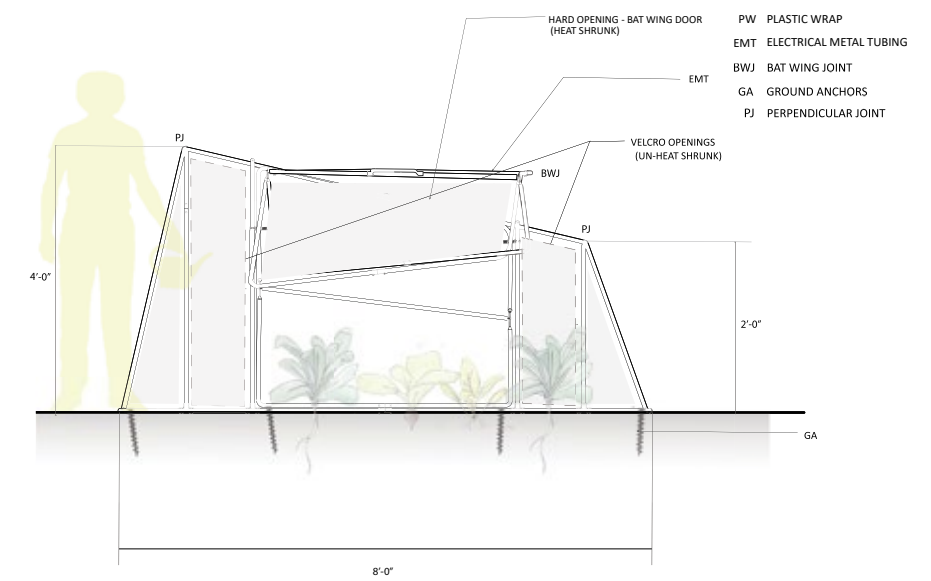 HARD OPENING - BAT WING DOOR
(HEAT SHRUNK)
PW PLASTIC WRAP
EMT ELECTRICAL METAL TUBING
BWJ BAT WING JOINT
GA GROUND ANCHORS
PJ PERPENDICULAR JOINT
EMT
VELCRO OPENINGS
(UN-HEAT SHRUNK)
PJ
BWJ
PJ
4'-0"
2'-0"
GA
8'-0"